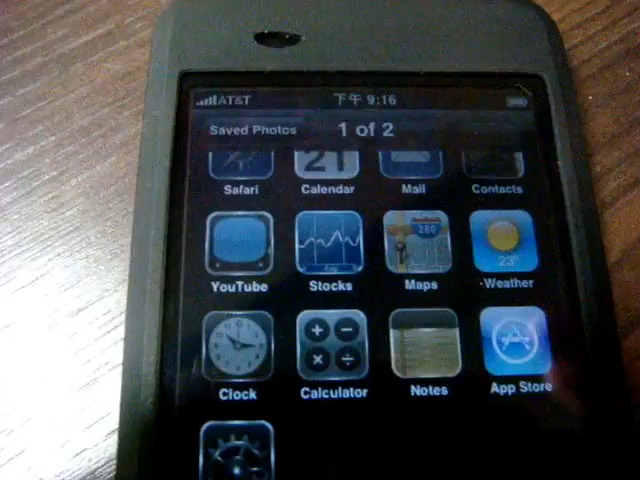 AT&T 下午 9:16
Saved Photos 1 of 2
21
Safari Calendar Mail Contacts
280
23°
YouTube Stocks Maps Weather
Clock Calculator Notes App Store